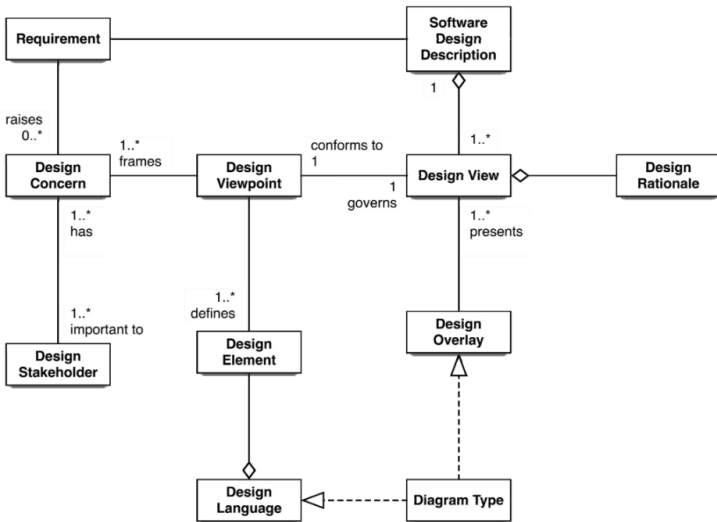 Requirement
Software
Design
Description
raises
0..*
1
1..*
frames
conforms to
1
1..*
Design
Concern
Design
Viewpoint
1
governs
Design View
Design
Rationale
1..*
has
1..*
presents
1..*
important to
1..*
defines
Design
Stakeholder
Design
Element
Design
Overlay
Design
Language
Diagram Type